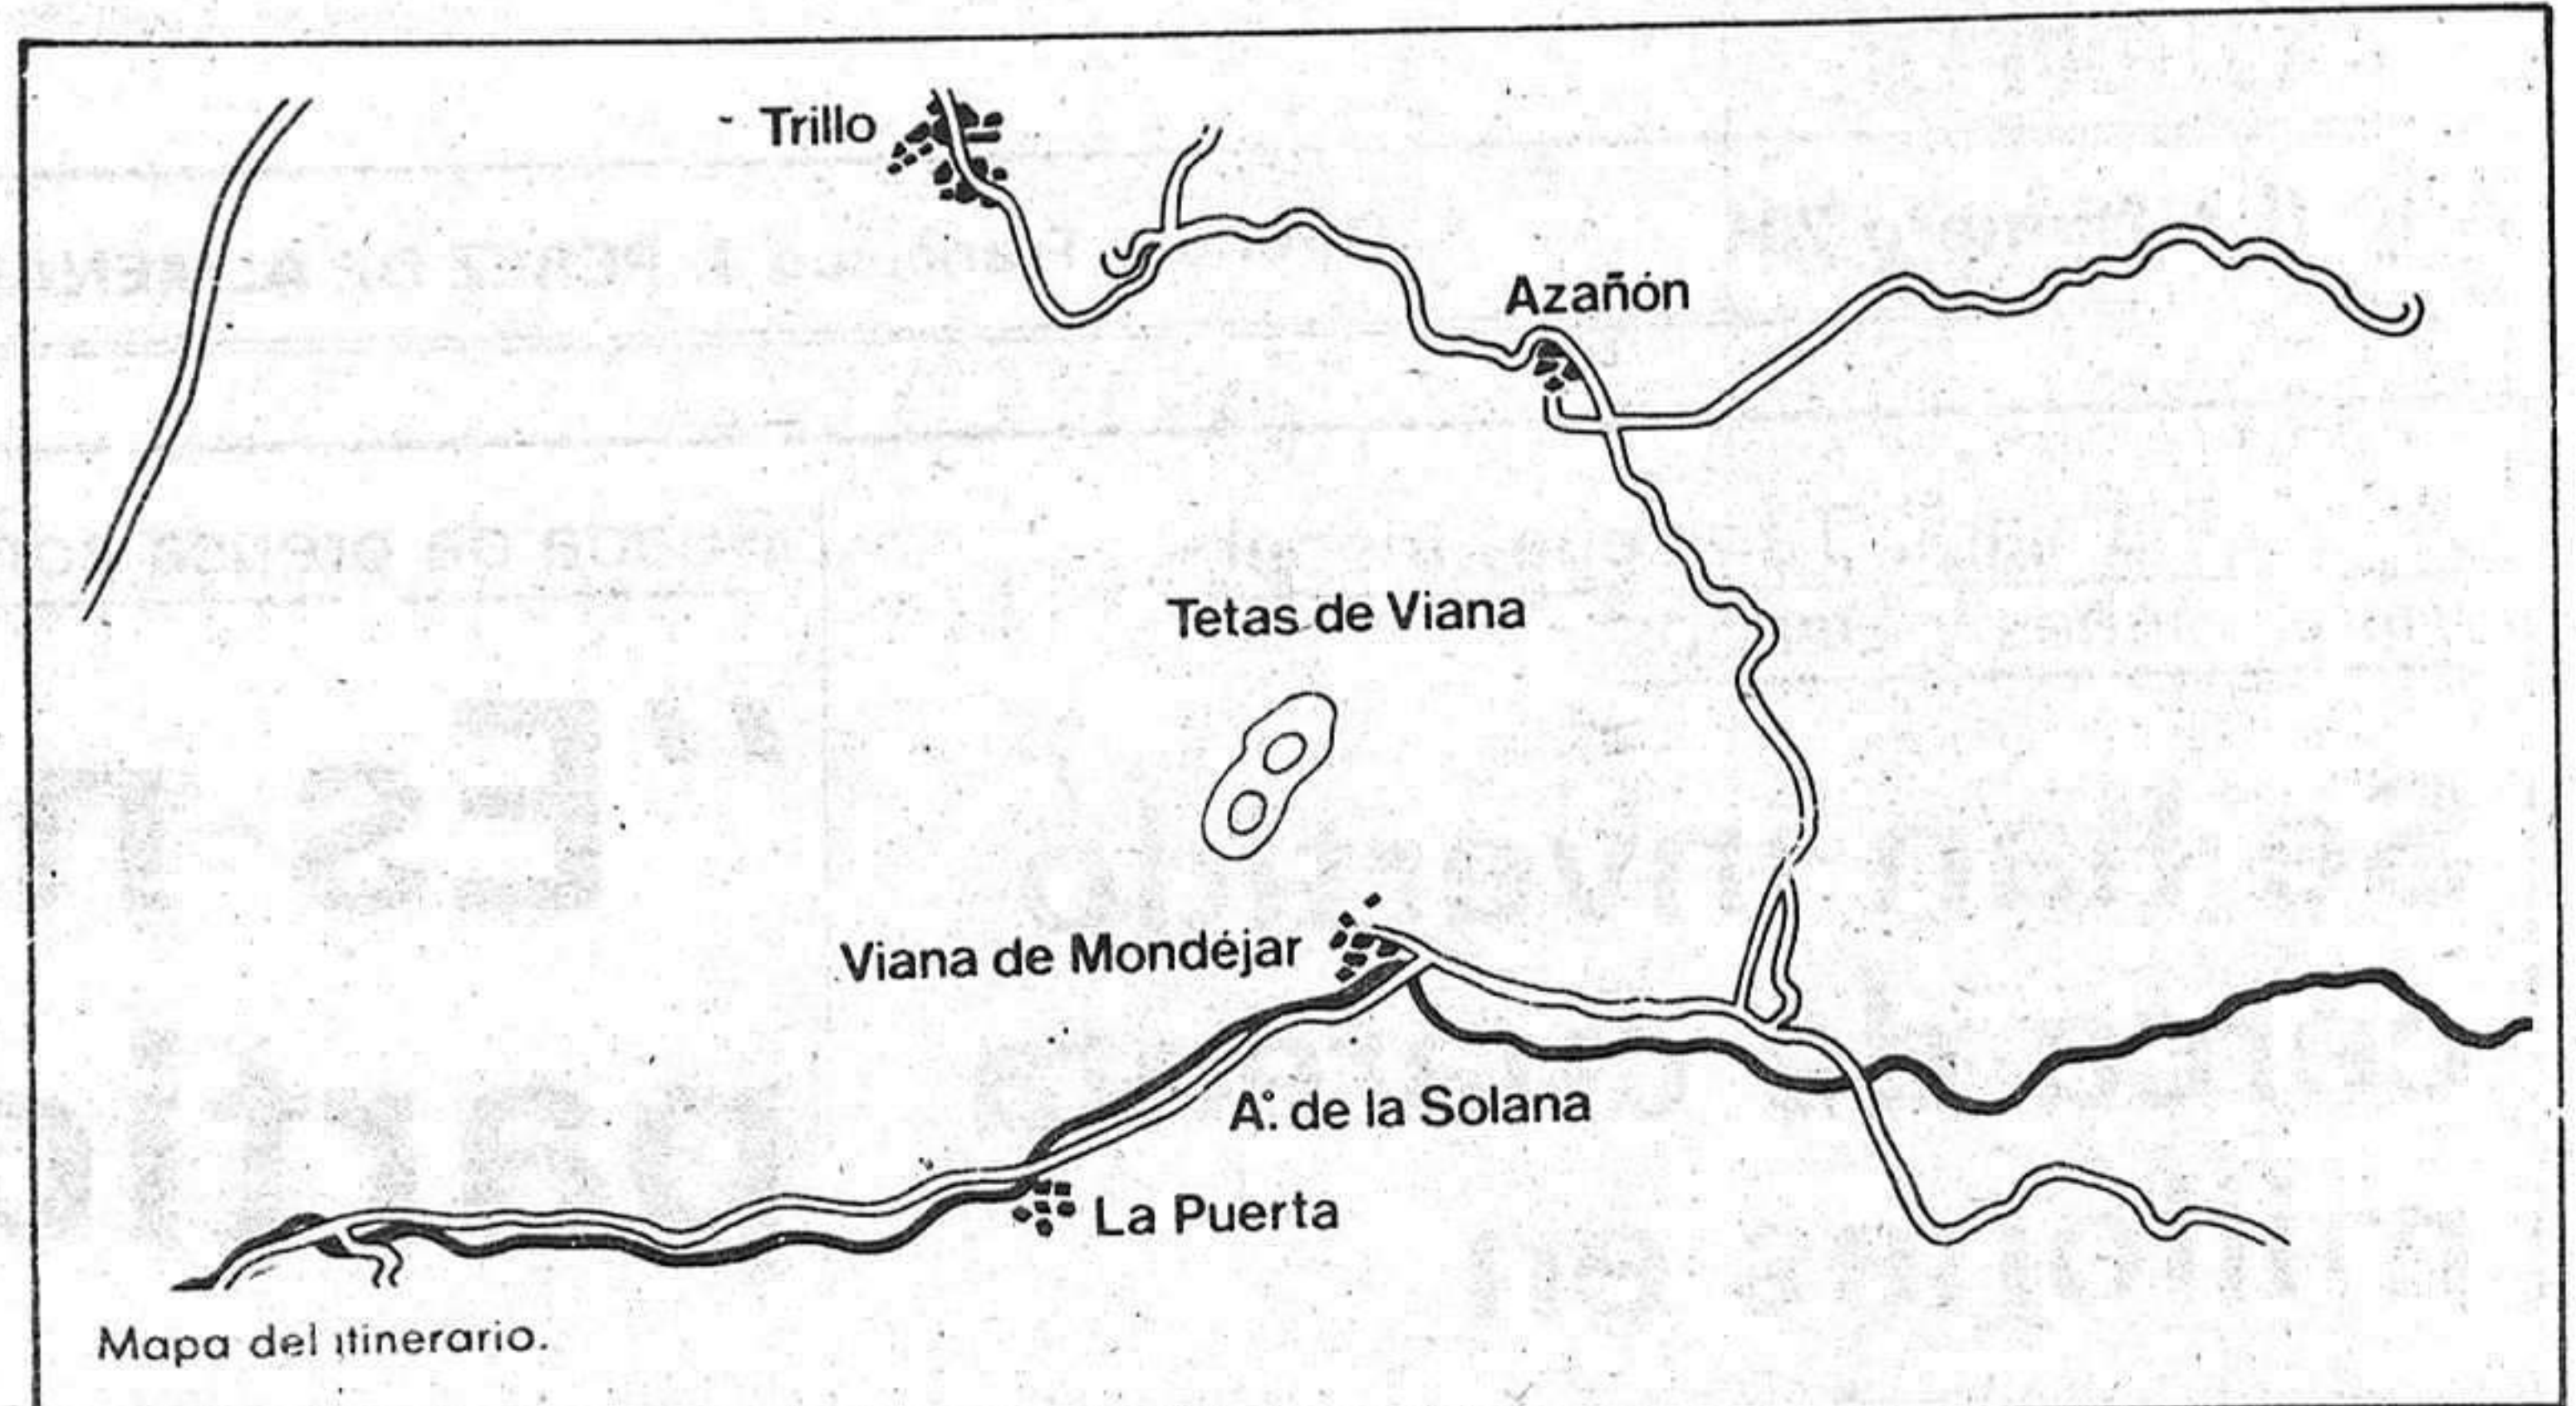 Trillo
Azañón
Tetas de Viana
Viana de Mondéjar
A.° de la Solana
La Puerta
Mapa del itinerario.